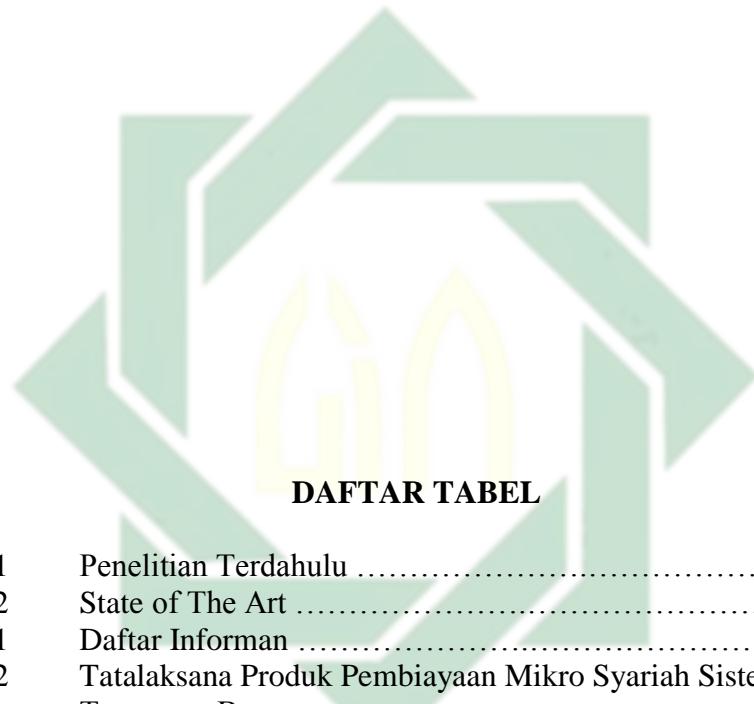 DAFTAR TABEL
1 Penelitian Terdahulu ……………………..……………
2 State of The Art ……………………..…………………
1 Daftar Informan …………………..……….…………
2 Tatalaksana Produk Pembiayaan Mikro Syariah Siste